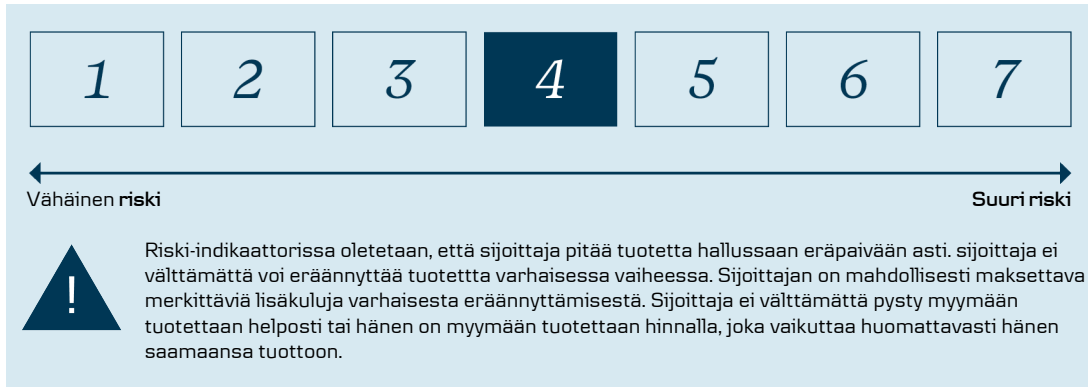 1 2 3 4 5 6 7
Vähäinen riski Suuri riski
!
Riski-indikaattorissa oletetaan, että sijoittaja pitää tuotetta hallussaan eräpaivään asti. sijoittaja ei
välttämättä voi eräännyttää tuotettta varhaisessa vaiheessa. Sijoittajan on mahdollisesti maksettava
merkittäviä lisäkuluja varhaisesta eräännyttämisestä. Sijoittaja ei välttämättä pysty myymään
tuotettaan helposti tai hänen on myymään tuotettaan hinnalla, joka vaikuttaa huomattavasti hänen
saamaansa tuottoon.